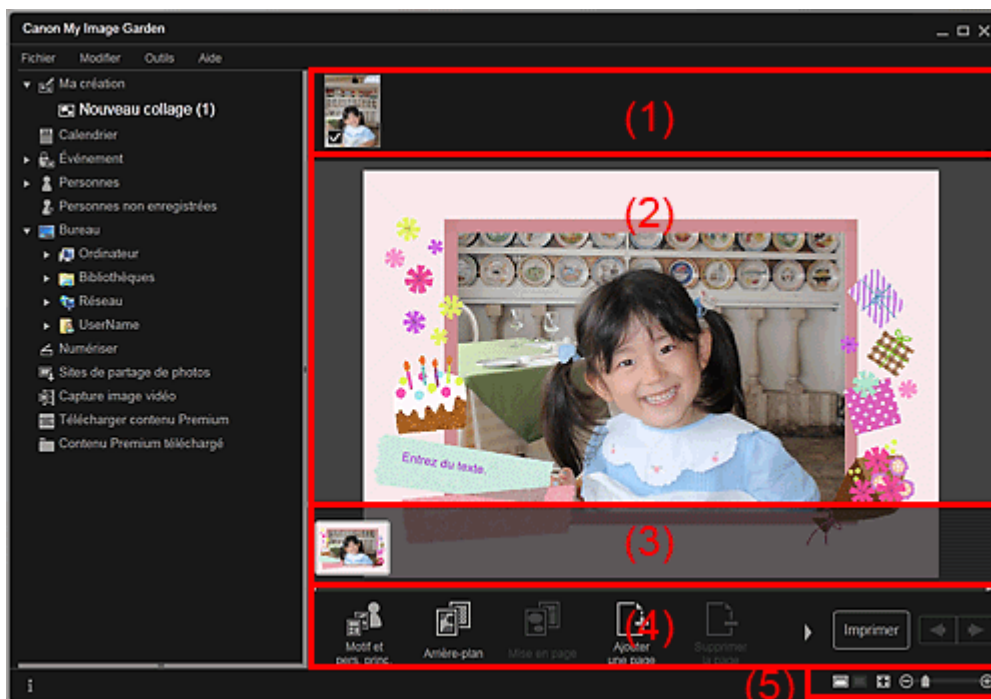 Canon My Image Garden
Fichier Modifier Outils Aide
Ma création
Nouveau collage (1)
Calendrier
Événement
Personnes
Personnes non enregistrées
Bureau
Ordinateur
Bibliothèques
Réseau
UserName
Numériser
Sites de partage de photos
Capture image vidéo
Télécharger contenu Premium
Contenu Premium téléchargé
(1)
(2)
Entrez du texte.
(3)
(4)
Motif et
pers. princ.
Arrière-plan
Mise en page
Ajouter
une page
Supprimer
la page
Imprimer
(5)